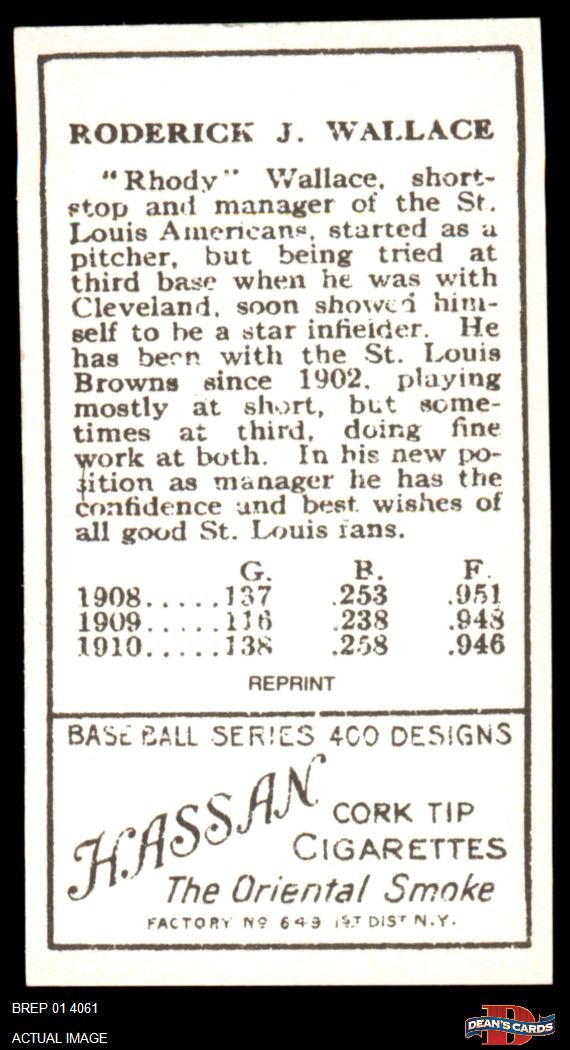 RODERICK J. WALLACE
"Rhody" Wallace, short-
stop and manager of the St.
Louis Americans, started as a
pitcher, but being tried at
third base when he was with
Cleveland, soon showed him-
self to be a star infielder. He
has been with the St. Louis
Browns since 1902, playing
mostly at short, but some-
times at third, doing fine
work at both. In his new po-
sition as manager he has the
confidence and best wishes of
all good St. Louis fans.
G. B. F.
1908.....137 .253 .951
1909.....116 .238 .948
1910.....138 .258 .946
REPRINT
BASE BALL SERIES 400 DESIGNS
HASSAN
CORK TIP
CIGARETTES
The Oriental Smoke
FACTORY No 649 1ST DIST N.Y.
BREP 01 4061
ACTUAL IMAGE
D
DEAN'S CARDS